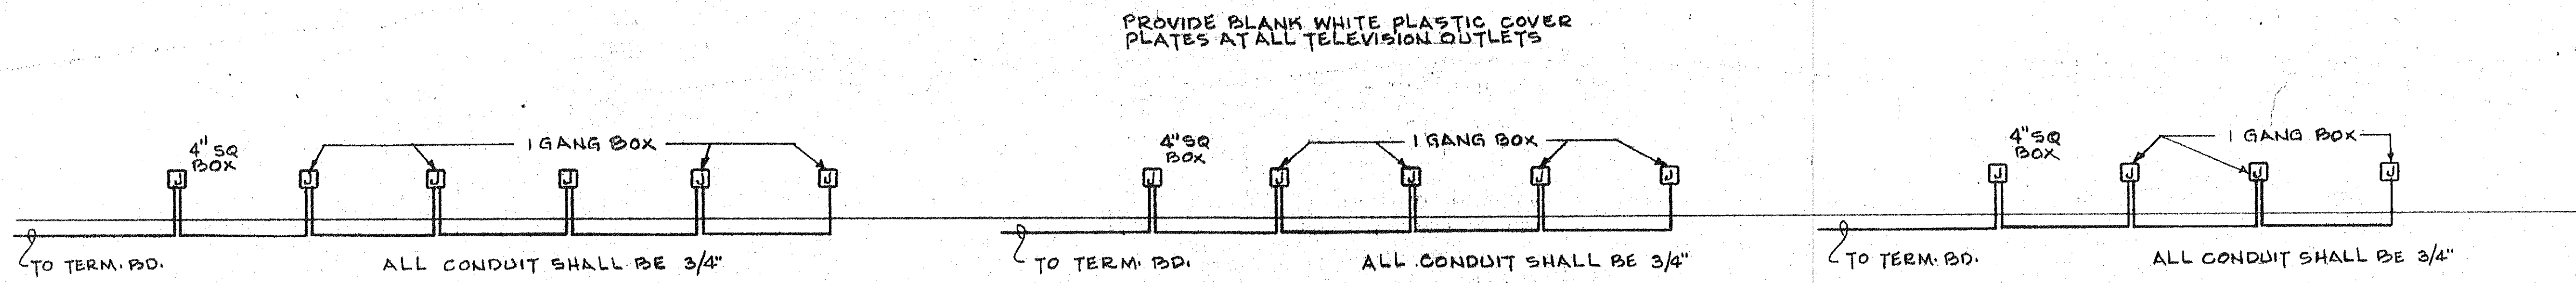 PROVIDE BLANK WHITE PLASTIC COVER
PLATES AT ALL TELEVISION OUTLETS
4" SQ
BOX
1 GANG BOX
J
J
J
J
J
J
TO TERM. BD.
ALL CONDUIT SHALL BE 3/4"
4" SQ
BOX
1 GANG BOX
J
J
J
J
J
TO TERM. BD.
ALL CONDUIT SHALL BE 3/4"
4" SQ
BOX
1 GANG BOX
J
J
J
J
TO TERM. BD.
ALL CONDUIT SHALL BE 3/4"